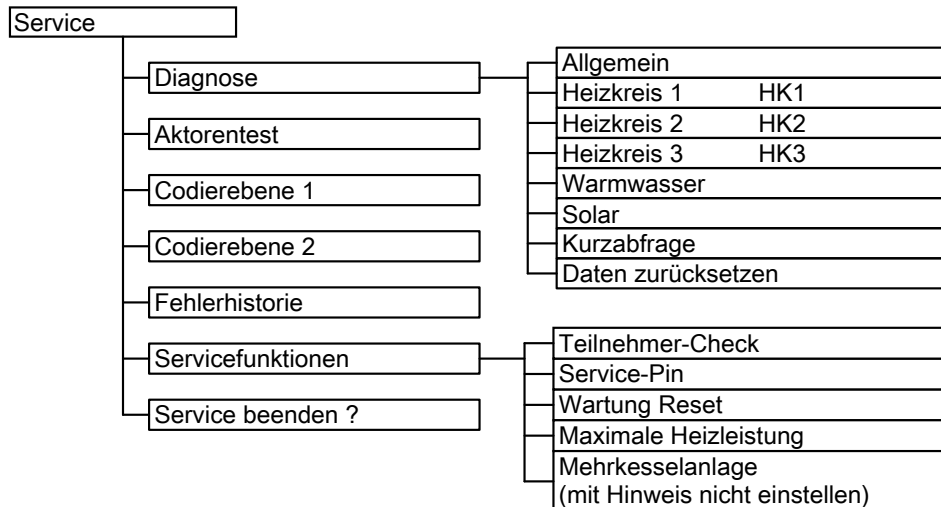 Service
Diagnose
Aktorentest
Codierebene 1
Codierebene 2
Fehlerhistorie
Servicefunktionen
Service beenden ?
Allgemein
Heizkreis 1 HK1
Heizkreis 2 HK2
Heizkreis 3 HK3
Warmwasser
Solar
Kurzabfrage
Daten zurücksetzen
Teilnehmer-Check
Service-Pin
Wartung Reset
Maximale Heizleistung
Mehrkesselanlage
(mit Hinweis nicht einstellen)